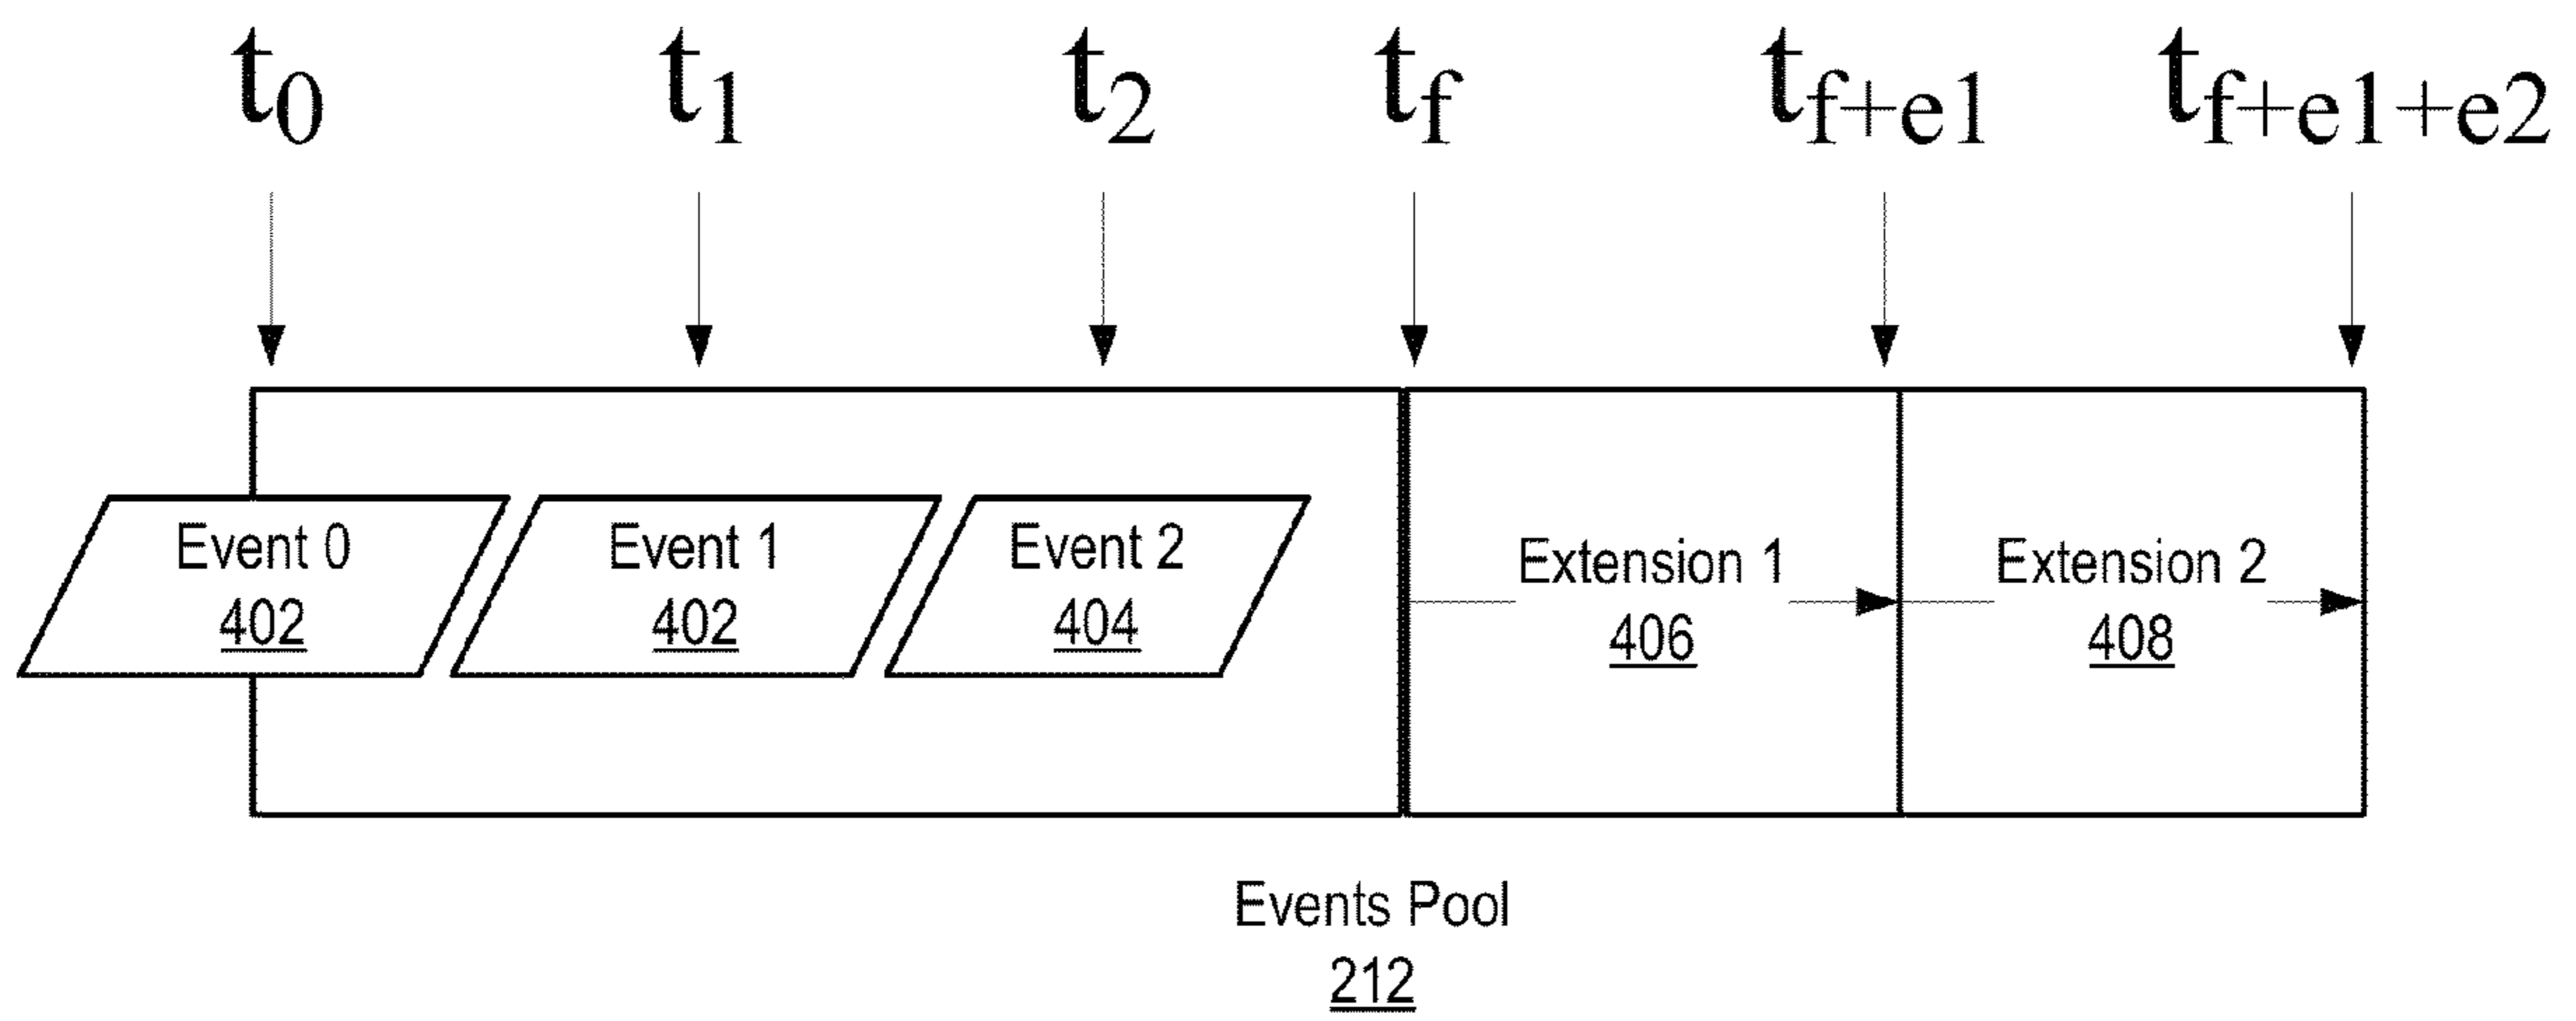 t0 t1 t2 tf tf+e1 tf+e1+e2
Event 0
402
Event 1
402
Event 2
404
Extension 1
406
Extension 2
408
Events Pool
212